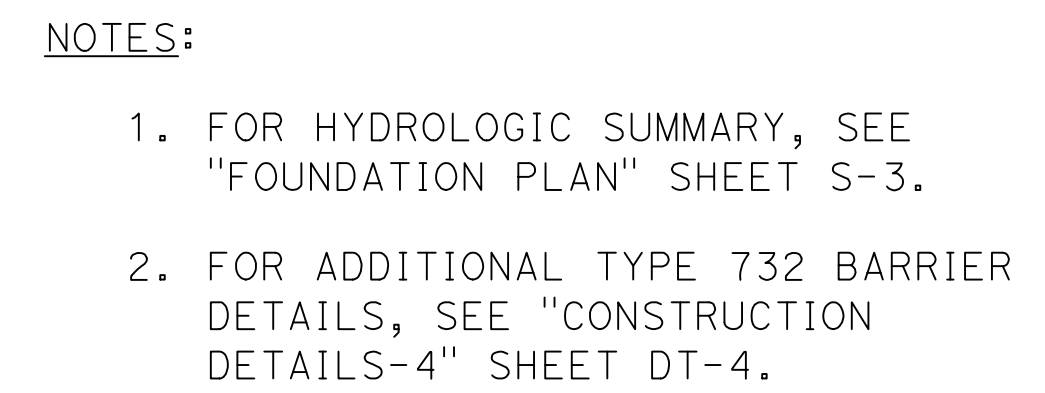 NOTES:
1. FOR HYDROLOGIC SUMMARY, SEE
"FOUNDATION PLAN" SHEET S-3.
2. FOR ADDITIONAL TYPE 732 BARRIER
DETAILS, SEE "CONSTRUCTION
DETAILS-4" SHEET DT-4.